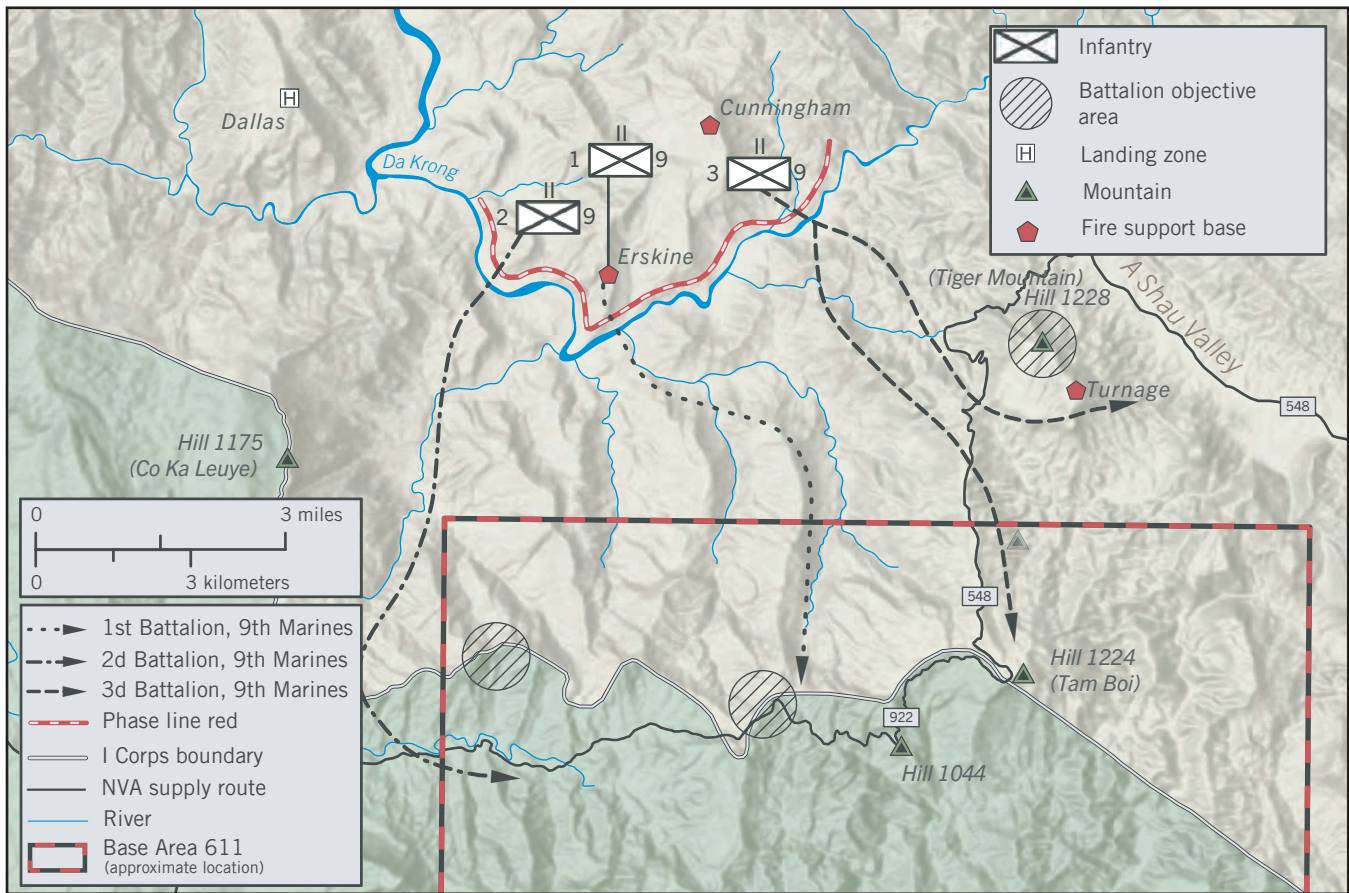 Infantry
Battalion objective
area
H
Landing zone
Mountain
Fire support base
H
Dallas
Da Krong
Cunningham
II
1
9
II
3
9
II
2
9
Erskine
(Tiger Mountain)
Hill 1228
A Shau Valley
Turnage
548
Hill 1175
(Co Ka Leuye)
0
3 miles
0
3 kilometers
548
Hill 1224
(Tam Boi)
922
Hill 1044
1st Battalion, 9th Marines
2d Battalion, 9th Marines
3d Battalion, 9th Marines
Phase line red
I Corps boundary
NVA supply route
River
Base Area 611
(approximate location)